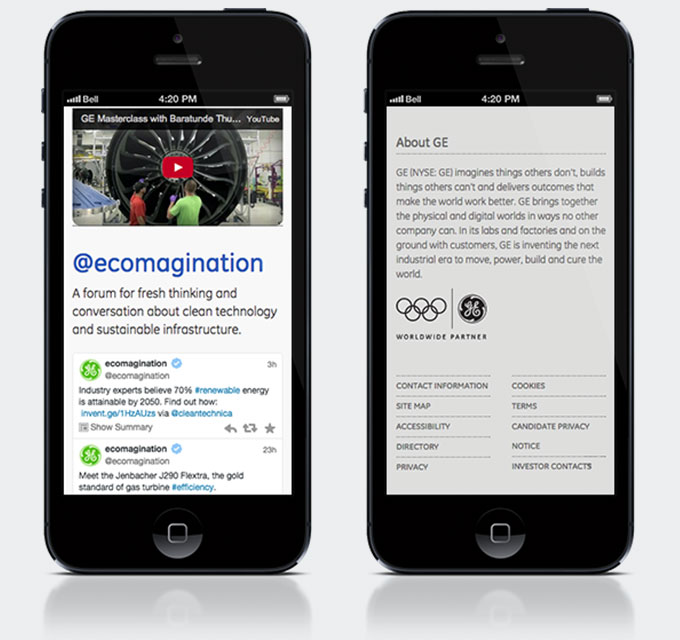 Bell 4:20 PM
GE Masterclass with Baratunde Thu... YouTube
@ecomagination
A forum for fresh thinking and
conversation about clean technology
and sustainable infrastructure.
ecomagination 3h
@ecomagination
Industry experts believe 70% #renewable energy
is attainable by 2050. Find out how:
invent.ge/1HzAUzs via @cleantechnica
Show Summary
ecomagination 23h
@ecomagination
Meet the Jenbacher J290 Flextra, the gold
standard of gas turbine #efficiency.
Bell 4:20 PM
About GE
GE (NYSE: GE) imagines things others don't, builds
things others can't and delivers outcomes that
make the world work better. GE brings together
the physical and digital worlds in ways no other
company can. In its labs and factories and on the
ground with customers, GE is inventing the next
industrial era to move, power, build and cure the
world.
WORLDWIDE PARTNER
CONTACT INFORMATION
SITE MAP
ACCESSIBILITY
DIRECTORY
PRIVACY
COOKIES
TERMS
CANDIDATE PRIVACY
NOTICE
INVESTOR CONTACTS